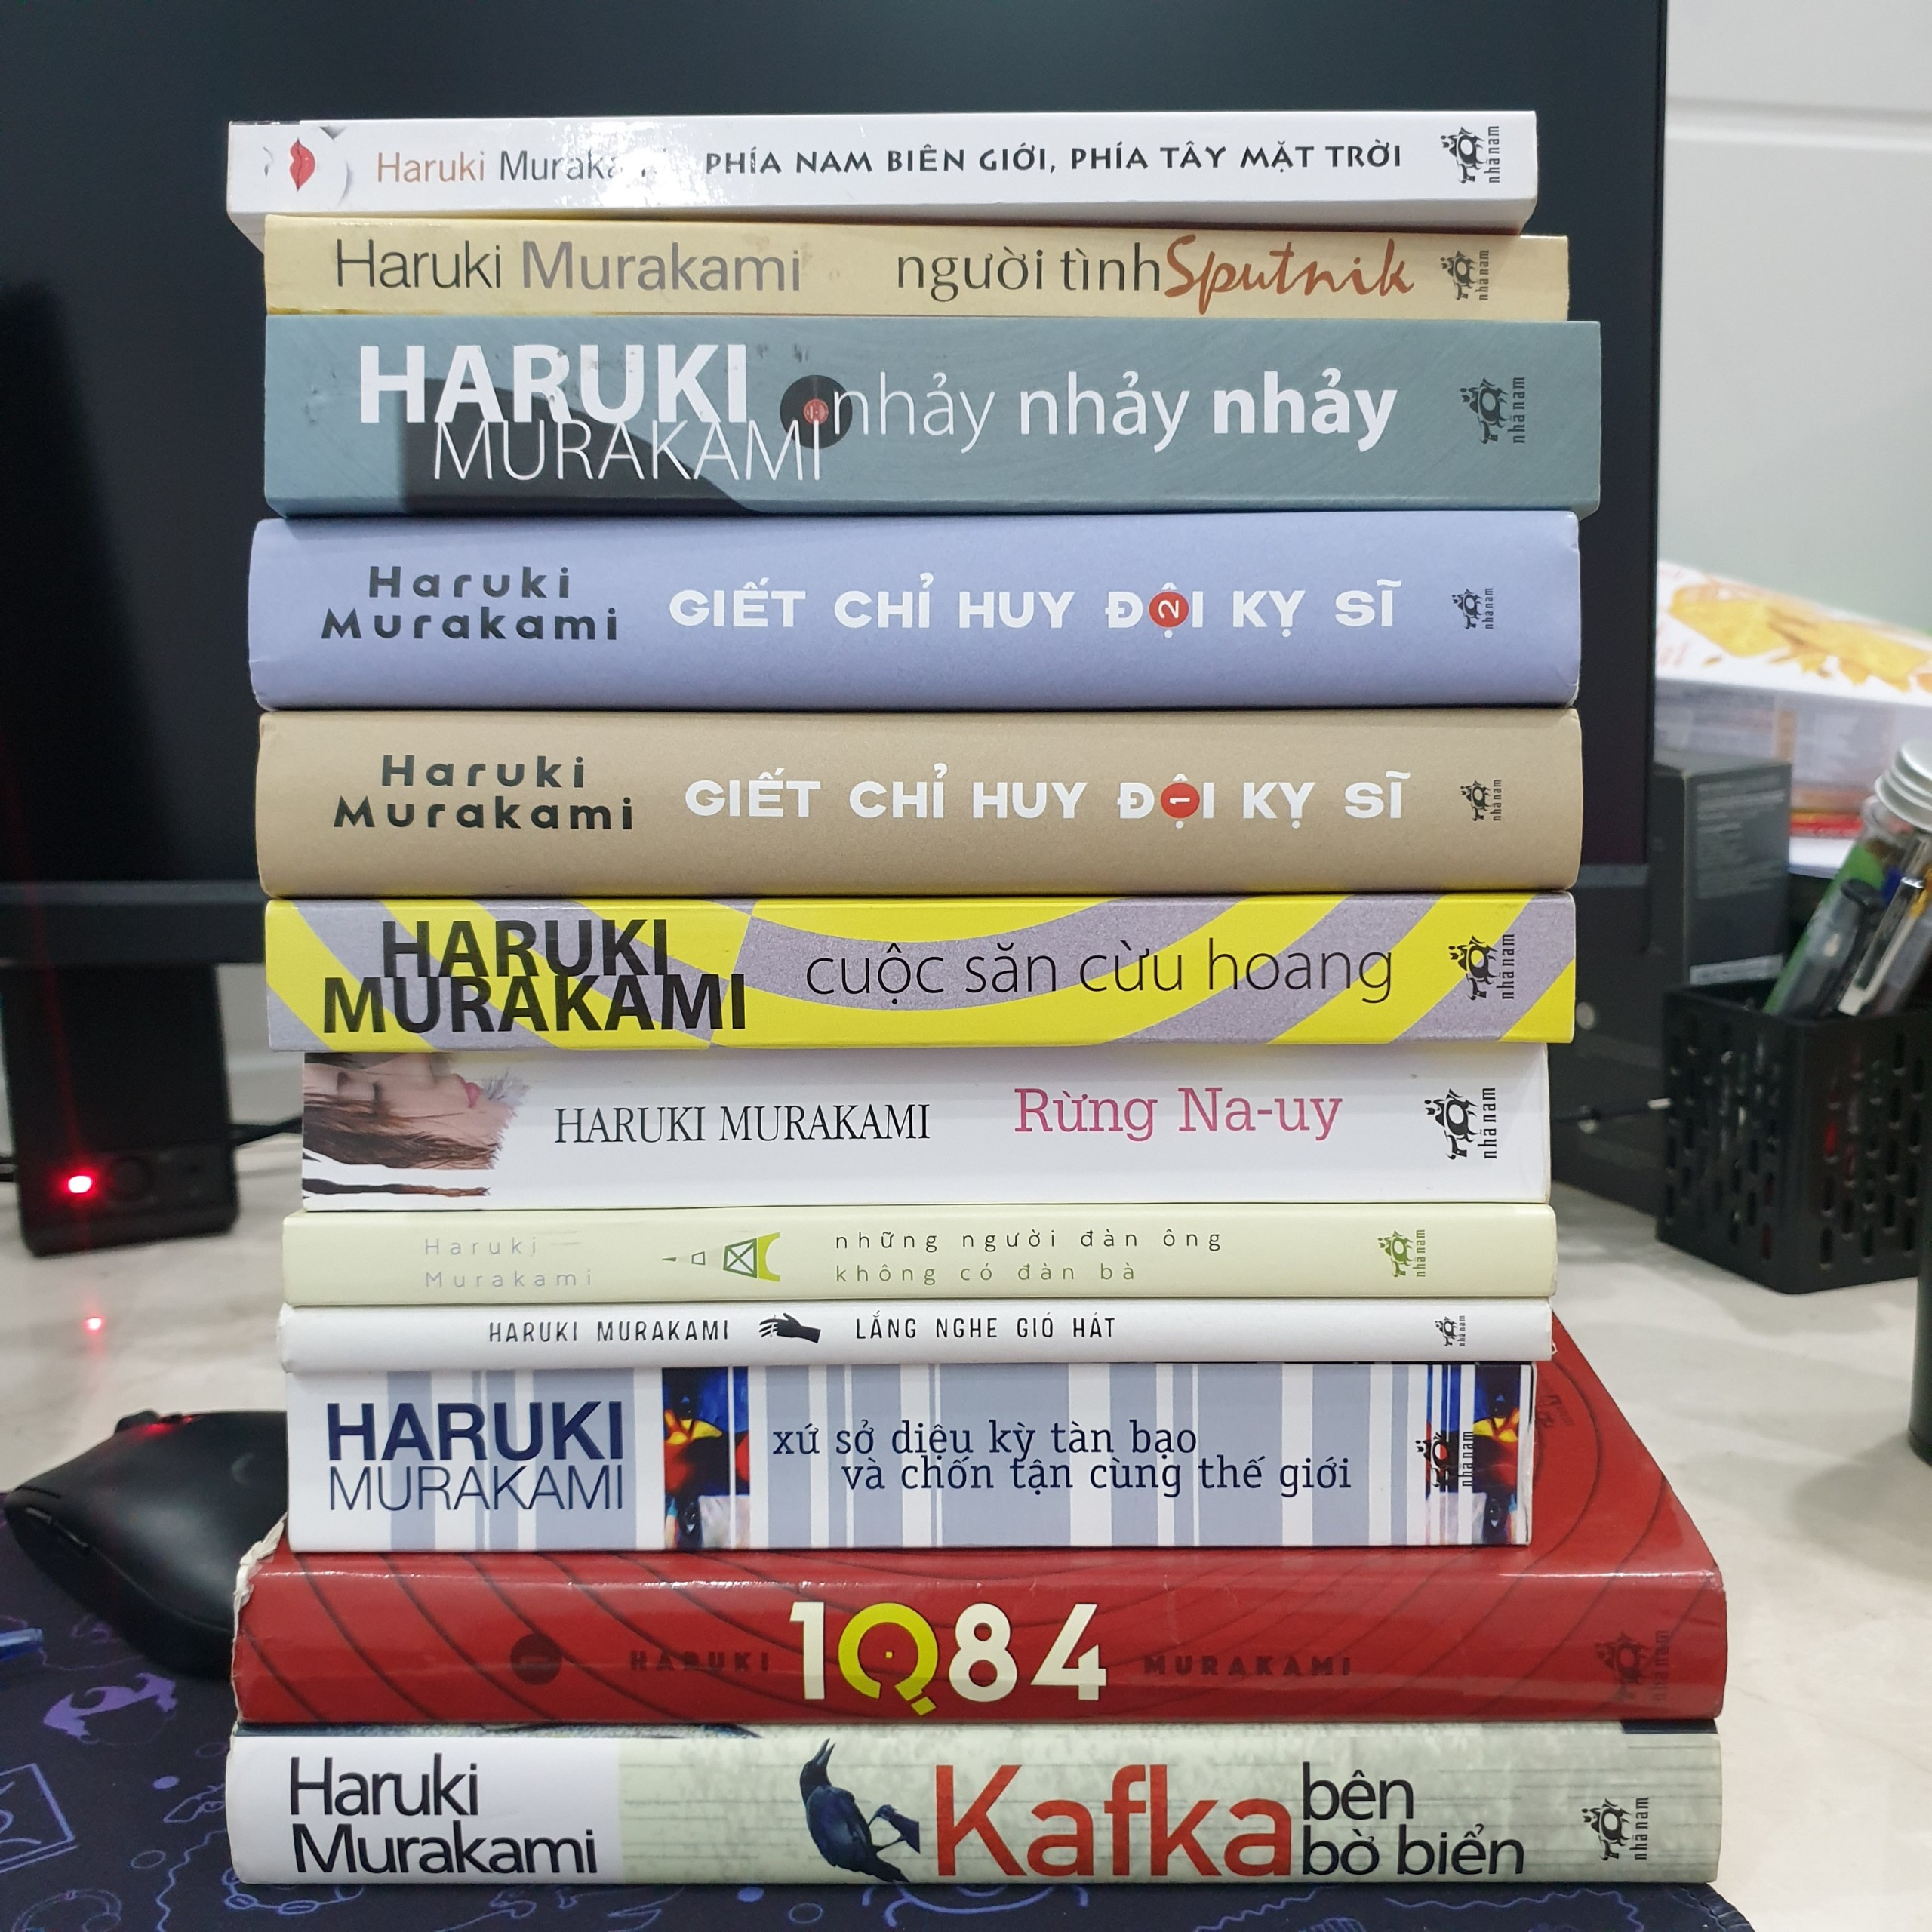 Haruki Murakami PHÍA NAM BIÊN GIỚI, PHÍA TÂY MẶT TRỜI nhã nam
Haruki Murakami người tình Sputnik nhã nam
HARUKI
MURAKAMI
nhảy nhảy nhảy
nhã nam
Haruki
Murakami
GIẾT CHỈ HUY ĐỘI KỴ SĨ
2
nhã nam
Haruki
Murakami
GIẾT CHỈ HUY ĐỘI KỴ SĨ
1
nhã nam
HARUKI
MURAKAMI
cuộc săn cừu hoang
nhã nam
HARUKI MURAKAMI Rừng Na-uy nhã nam
Haruki
Murakami
những người đàn ông
không có đàn bà
nhã nam
HARUKI MURAKAMI LẮNG NGHE GIÓ HÁT nhã nam
HARUKI
MURAKAMI
xứ sở diệu kỳ tàn bạo
và chốn tận cùng thế giới
nhã nam
1 HARUKI 1Q84 MURAKAMI nhã nam
Haruki
Murakami
Kafka
bên
bờ biển
nhã nam